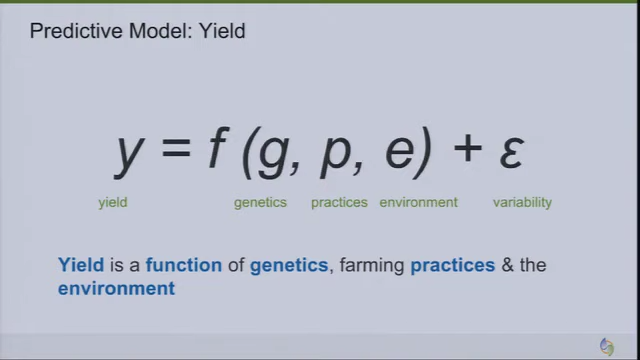 Predictive Model: Yield
y = f (g, p, e) + ε
yield genetics practices environment variability
Yield is a function of genetics, farming practices & the
environment